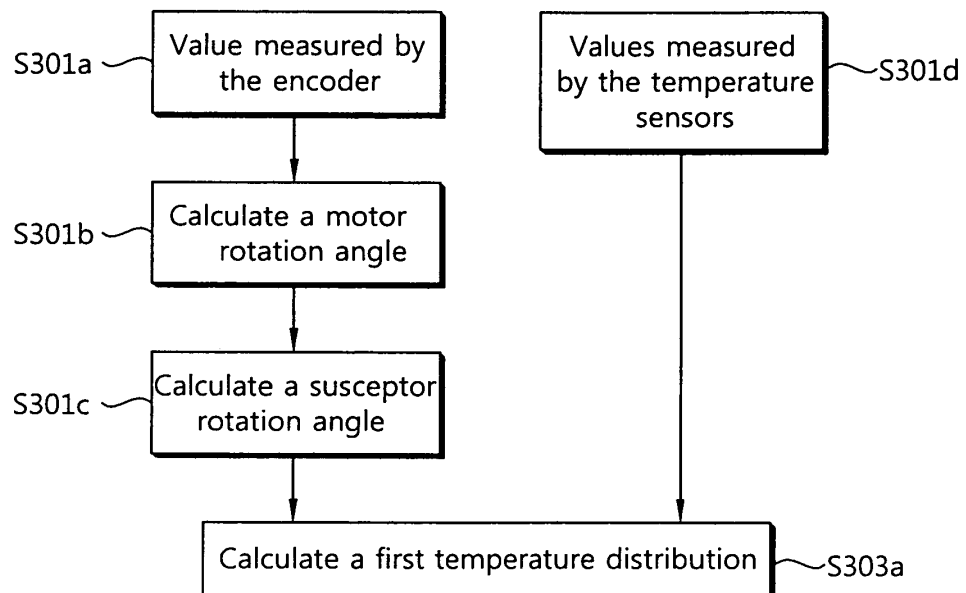 S301a
Value measured by
the encoder
Values measured
by the temperature
sensors
S301d
S301b
Calculate a motor
rotation angle
S301c
Calculate a susceptor
rotation angle
Calculate a first temperature distribution
S303a